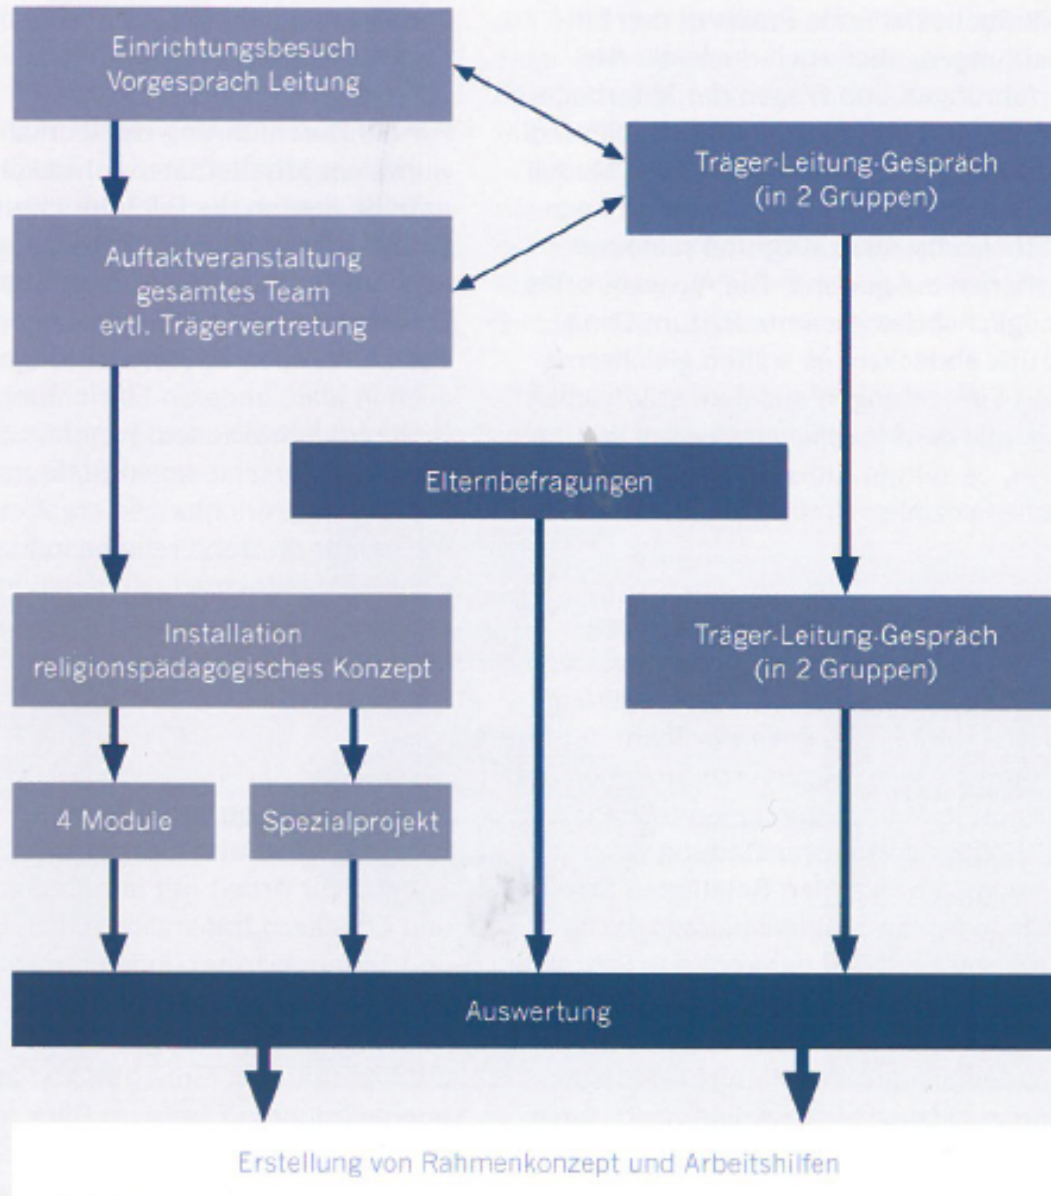 Einrichtungsbesuch
Vorgespräch Leitung
Träger-Leitung-Gespräch
(in 2 Gruppen)
Auftaktveranstaltung
gesamtes Team
evtl. Trägervertretung
Elternbefragungen
Installation
religionspädagogisches Konzept
Träger-Leitung-Gespräch
(in 2 Gruppen)
4 Module
Spezialprojekt
Auswertung
Erstellung von Rahmenkonzept und Arbeitshilfen